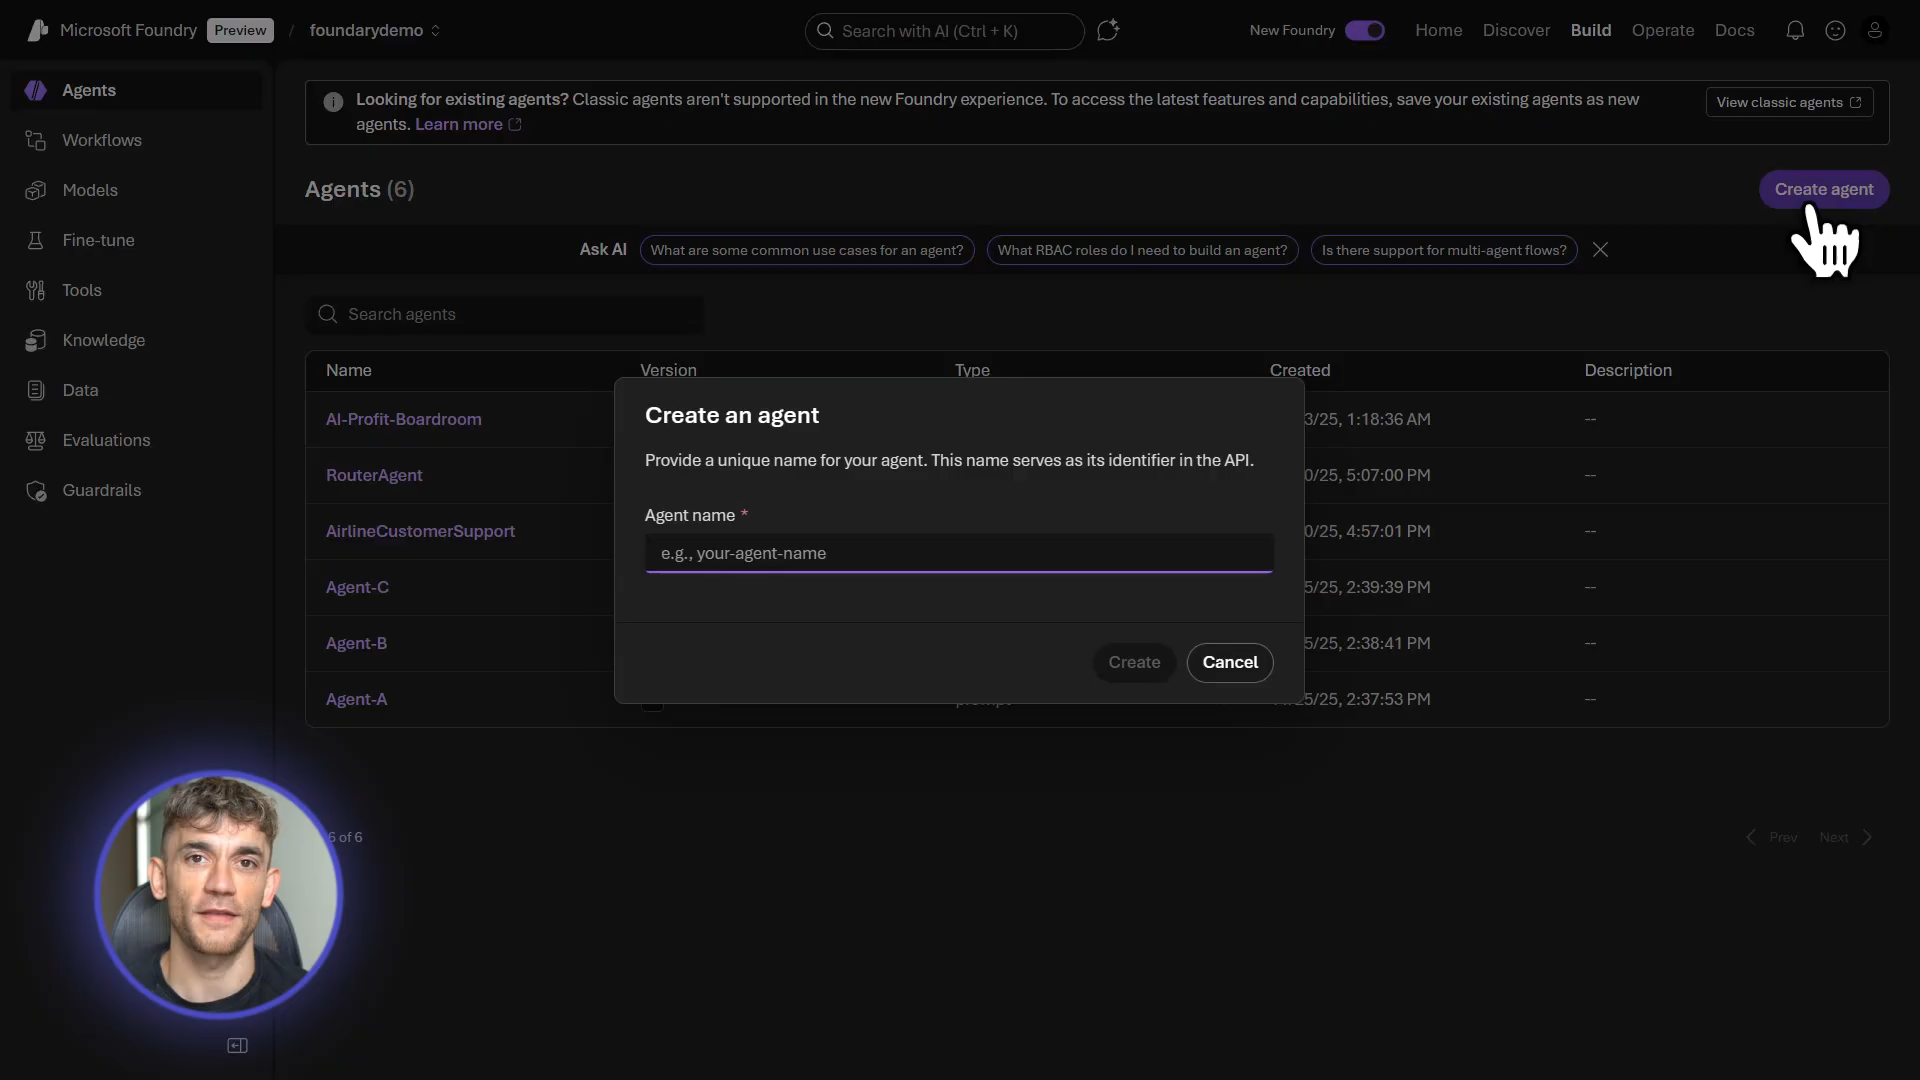 Microsoft Foundry Preview / foundarydemo
Search with AI (Ctrl + K)
New Foundry Home Discover Build Operate Docs
Agents
Workflows
Models
Fine-tune
Tools
Knowledge
Data
Evaluations
Guardrails
Looking for existing agents? Classic agents aren't supported in the new Foundry experience. To access the latest features and capabilities, save your existing agents as new
agents. Learn more
View classic agents
Agents (6)
Create agent
Ask AI What are some common use cases for an agent? What RBAC roles do I need to build an agent? Is there support for multi-agent flows?
Search agents
Name Version Type Created Description
AI-Profit-Boardroom 3/25, 1:18:36 AM --
RouterAgent 0/25, 5:07:00 PM --
AirlineCustomerSupport 0/25, 4:57:01 PM --
Agent-C 5/25, 2:39:39 PM --
Agent-B 5/25, 2:38:41 PM --
Agent-A 5/25, 2:37:53 PM --
Create an agent
Provide a unique name for your agent. This name serves as its identifier in the API.
Agent name *
e.g., your-agent-name
Create Cancel
6 of 6
Prev Next